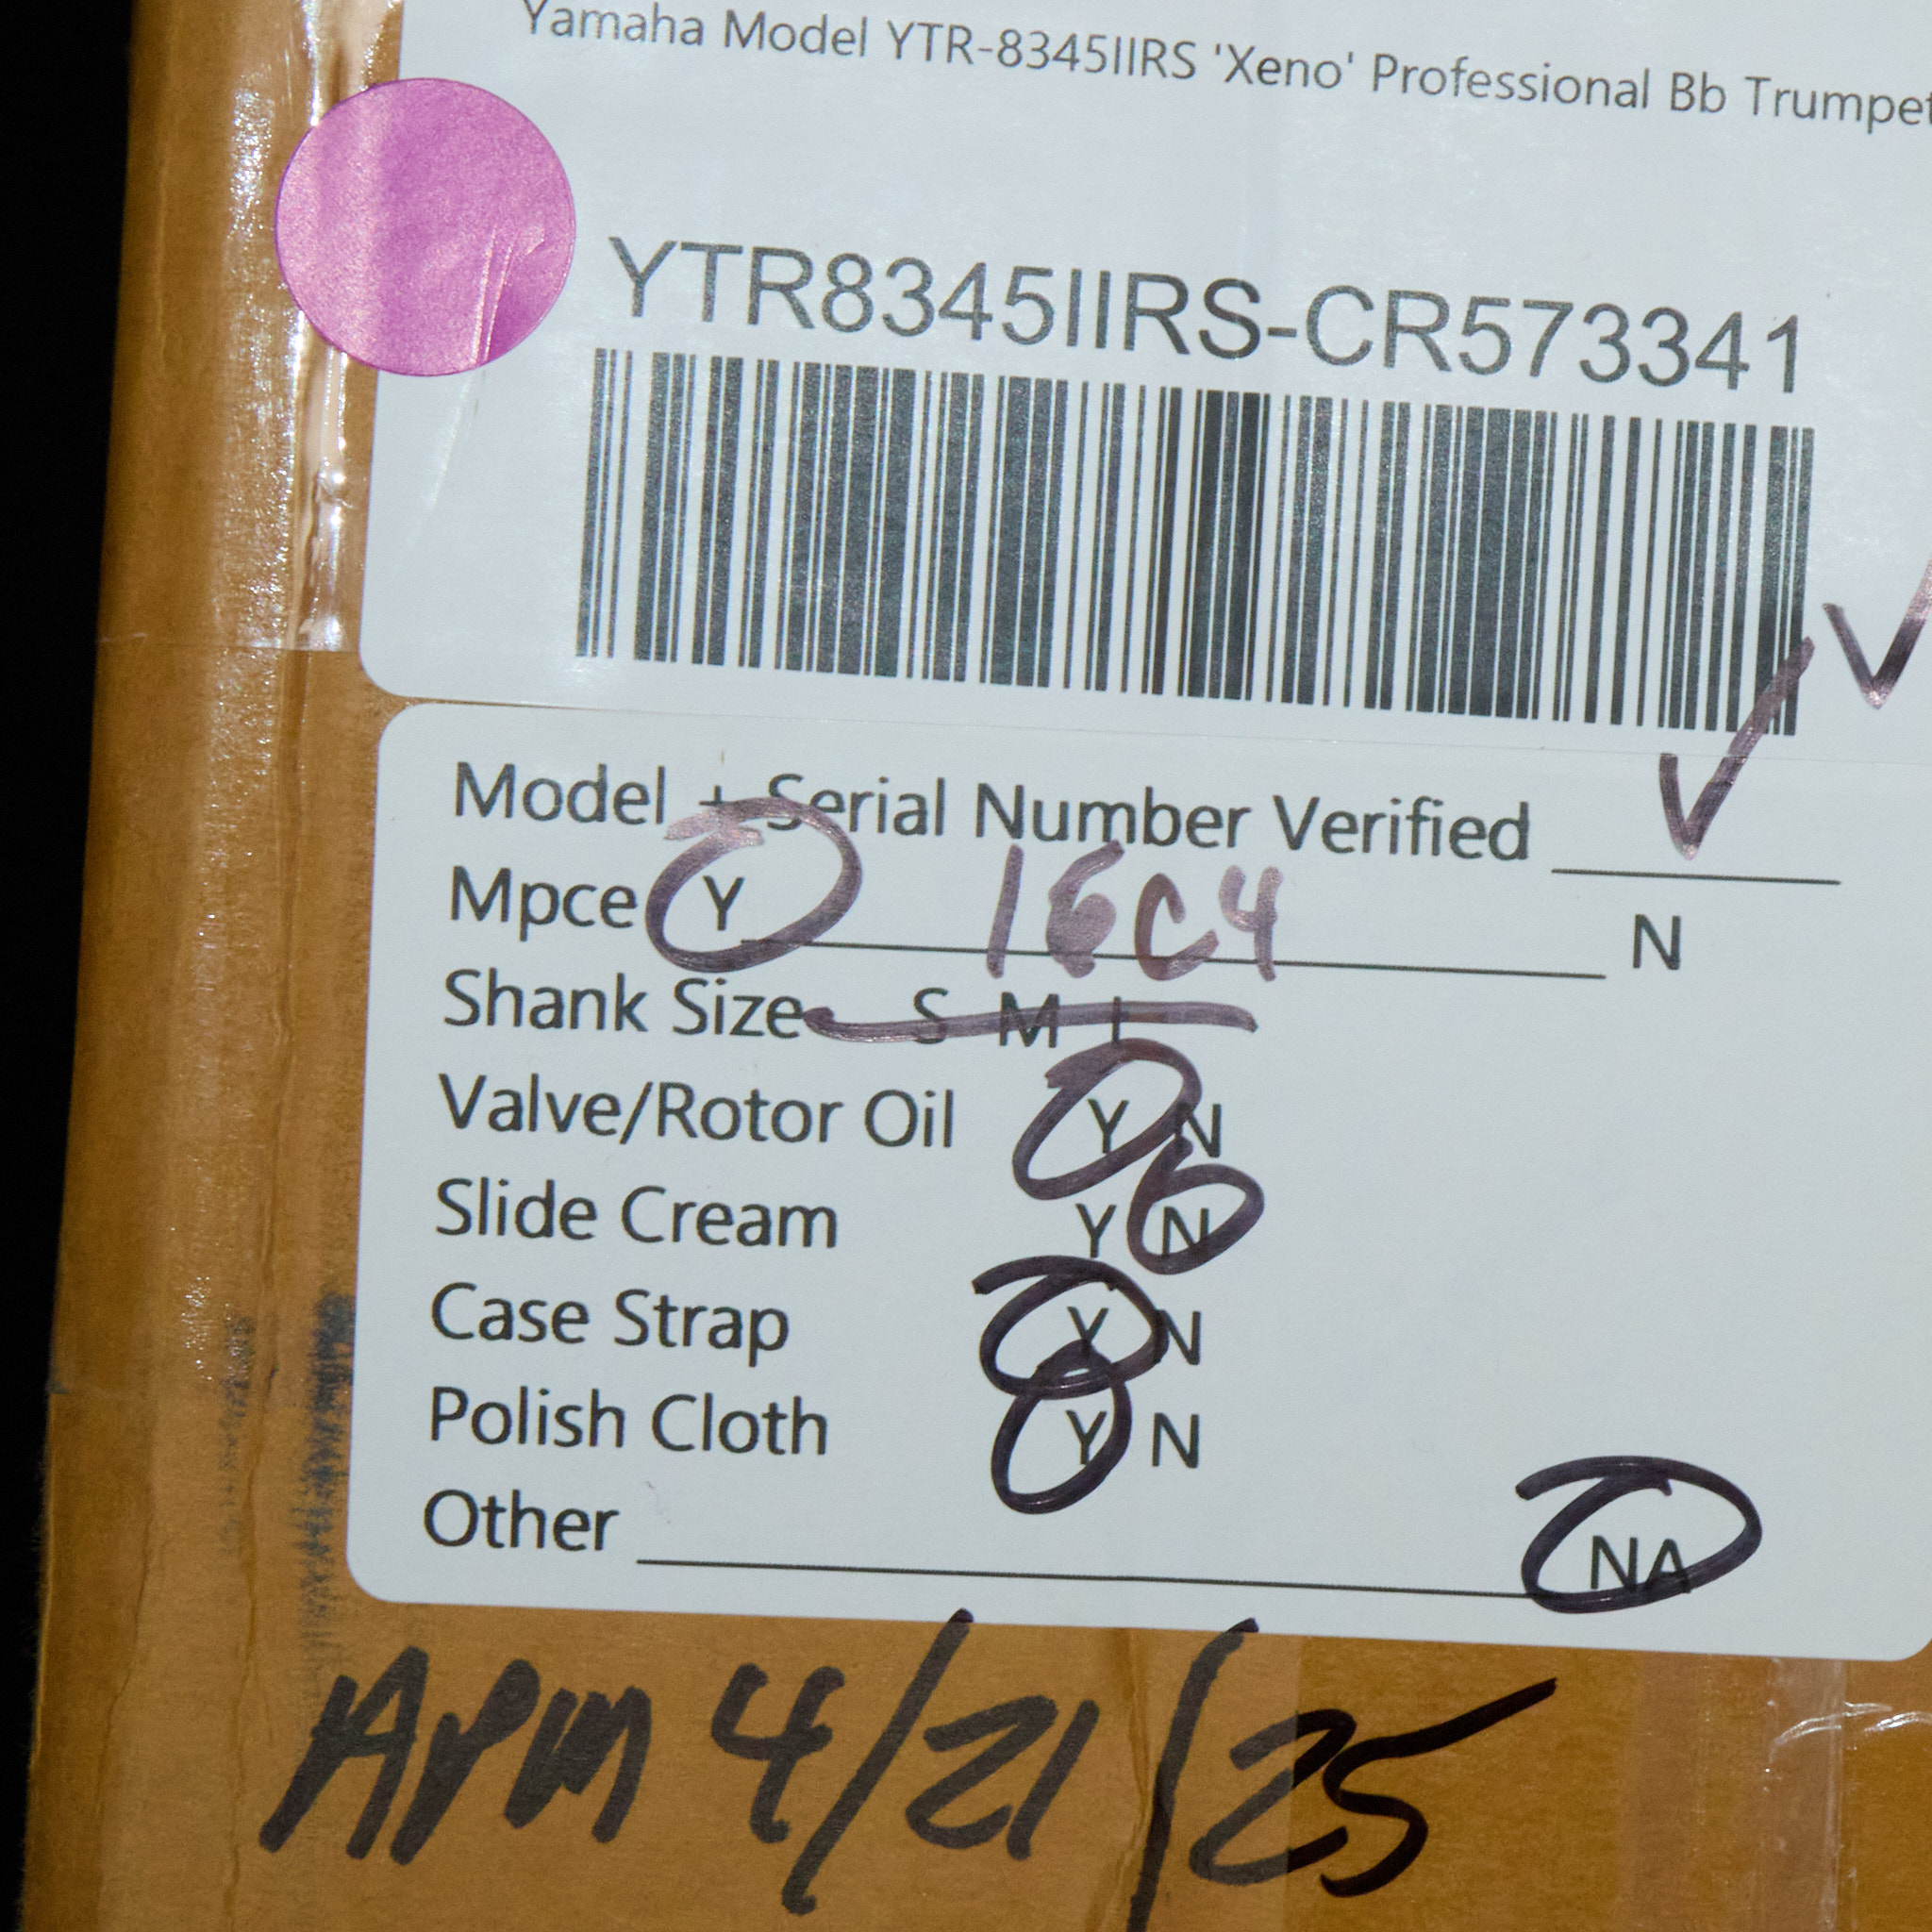 Yamaha Model YTR-8345IIRS 'Xeno' Professional Bb Trumpet
YTR8345IIRS-CR573341
Model + Serial Number Verified ✓
Mpce Y 16C4 N
Shank Size S M L
Valve/Rotor Oil Y N
Slide Cream Y N
Case Strap Y N
Polish Cloth Y N
Other NA
APM 4/21/25